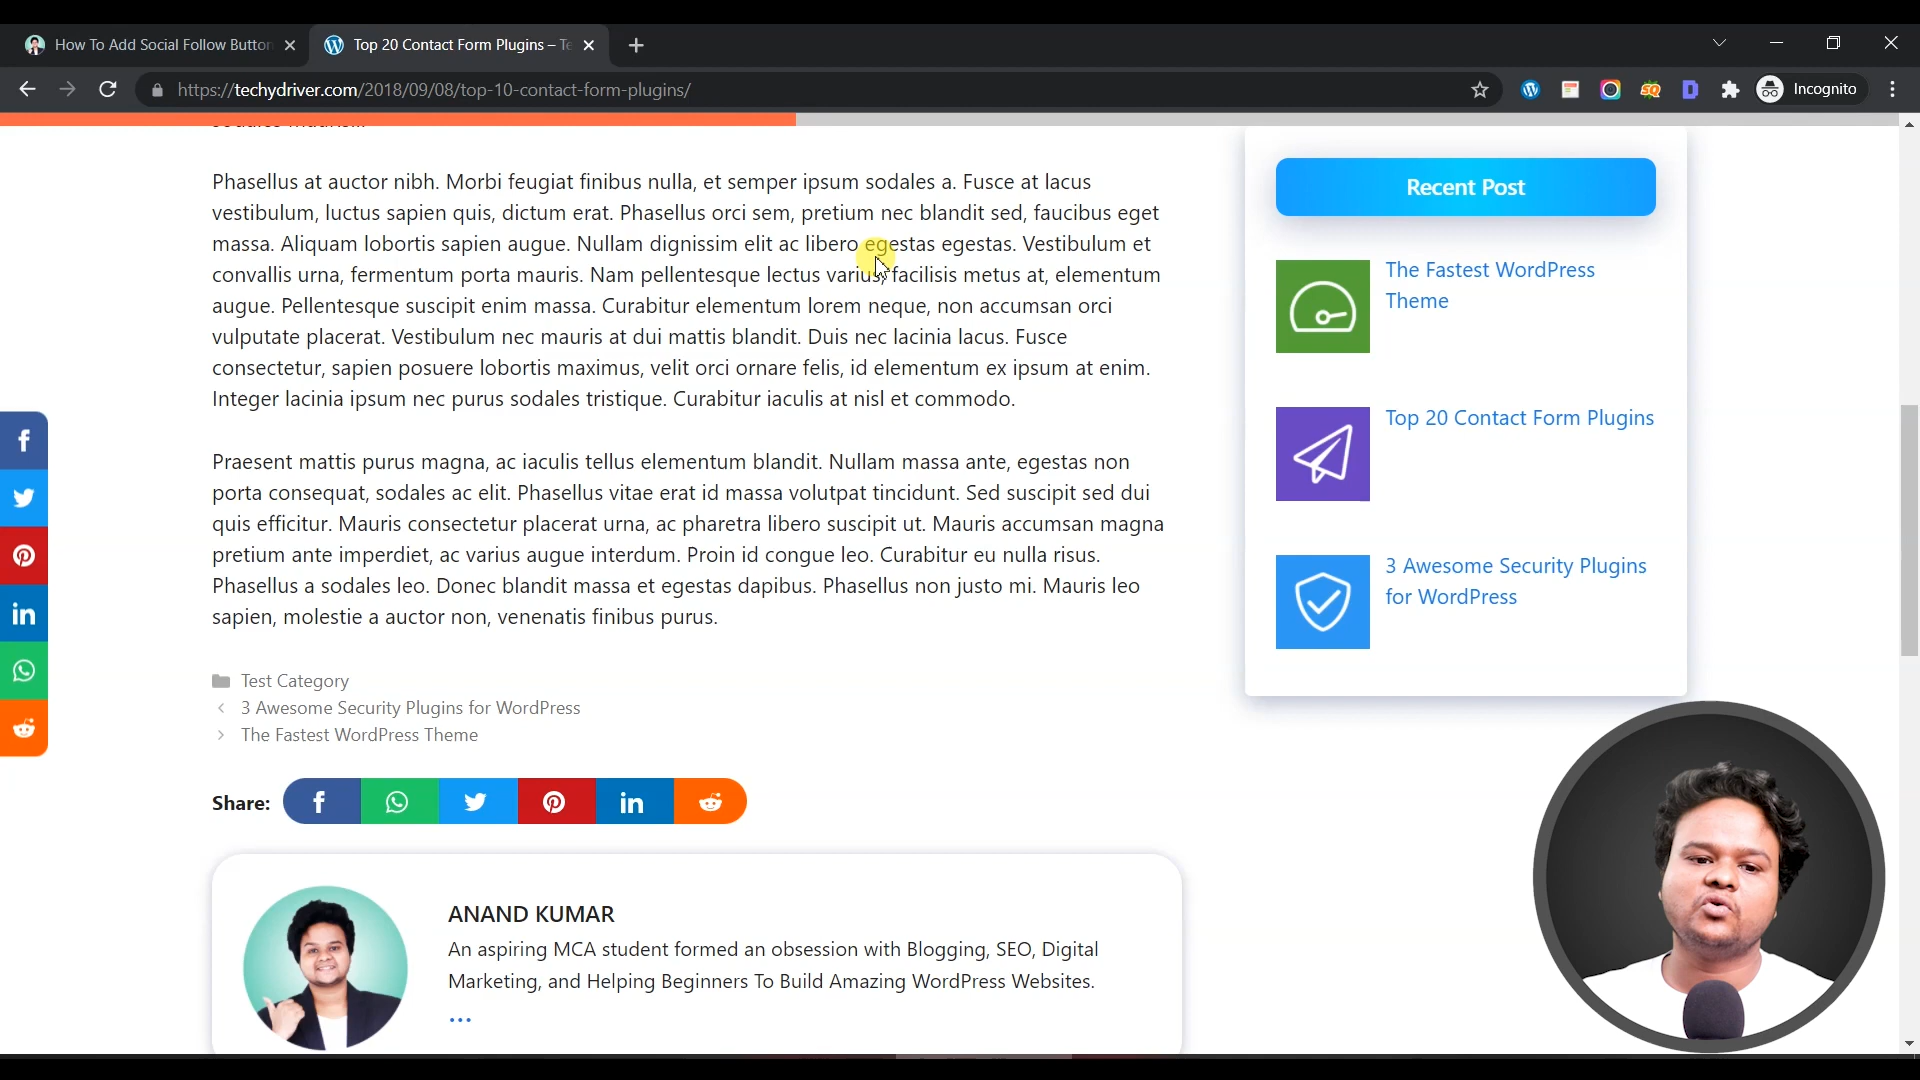 How To Add Social Follow Button
Top 20 Contact Form Plugins – Te
https://techydriver.com/2018/09/08/top-10-contact-form-plugins/
Incognito
Phasellus at auctor nibh. Morbi feugiat finibus nulla, et semper ipsum sodales a. Fusce at lacus
vestibulum, luctus sapien quis, dictum erat. Phasellus orci sem, pretium nec blandit sed, faucibus eget
massa. Aliquam lobortis sapien augue. Nullam dignissim elit ac libero egestas egestas. Vestibulum et
convallis urna, fermentum porta mauris. Nam pellentesque lectus varius, facilisis metus at, elementum
augue. Pellentesque suscipit enim massa. Curabitur elementum lorem neque, non accumsan orci
vulputate placerat. Vestibulum nec mauris at dui mattis blandit. Duis nec lacinia lacus. Fusce
consectetur, sapien posuere lobortis maximus, velit orci ornare felis, id elementum ex ipsum at enim.
Integer lacinia ipsum nec purus sodales tristique. Curabitur iaculis at nisl et commodo.
Praesent mattis purus magna, ac iaculis tellus elementum blandit. Nullam massa ante, egestas non
porta consequat, sodales ac elit. Phasellus vitae erat id massa volutpat tincidunt. Sed suscipit sed dui
quis efficitur. Mauris consectetur placerat urna, ac pharetra libero suscipit ut. Mauris accumsan magna
pretium ante imperdiet, ac varius augue interdum. Proin id congue leo. Curabitur eu nulla risus.
Phasellus a sodales leo. Donec blandit massa et egestas dapibus. Phasellus non justo mi. Mauris leo
sapien, molestie a auctor non, venenatis finibus purus.
Test Category
3 Awesome Security Plugins for WordPress
The Fastest WordPress Theme
Share:
ANAND KUMAR
An aspiring MCA student formed an obsession with Blogging, SEO, Digital
Marketing, and Helping Beginners To Build Amazing WordPress Websites.
...
Recent Post
The Fastest WordPress
Theme
Top 20 Contact Form Plugins
3 Awesome Security Plugins
for WordPress